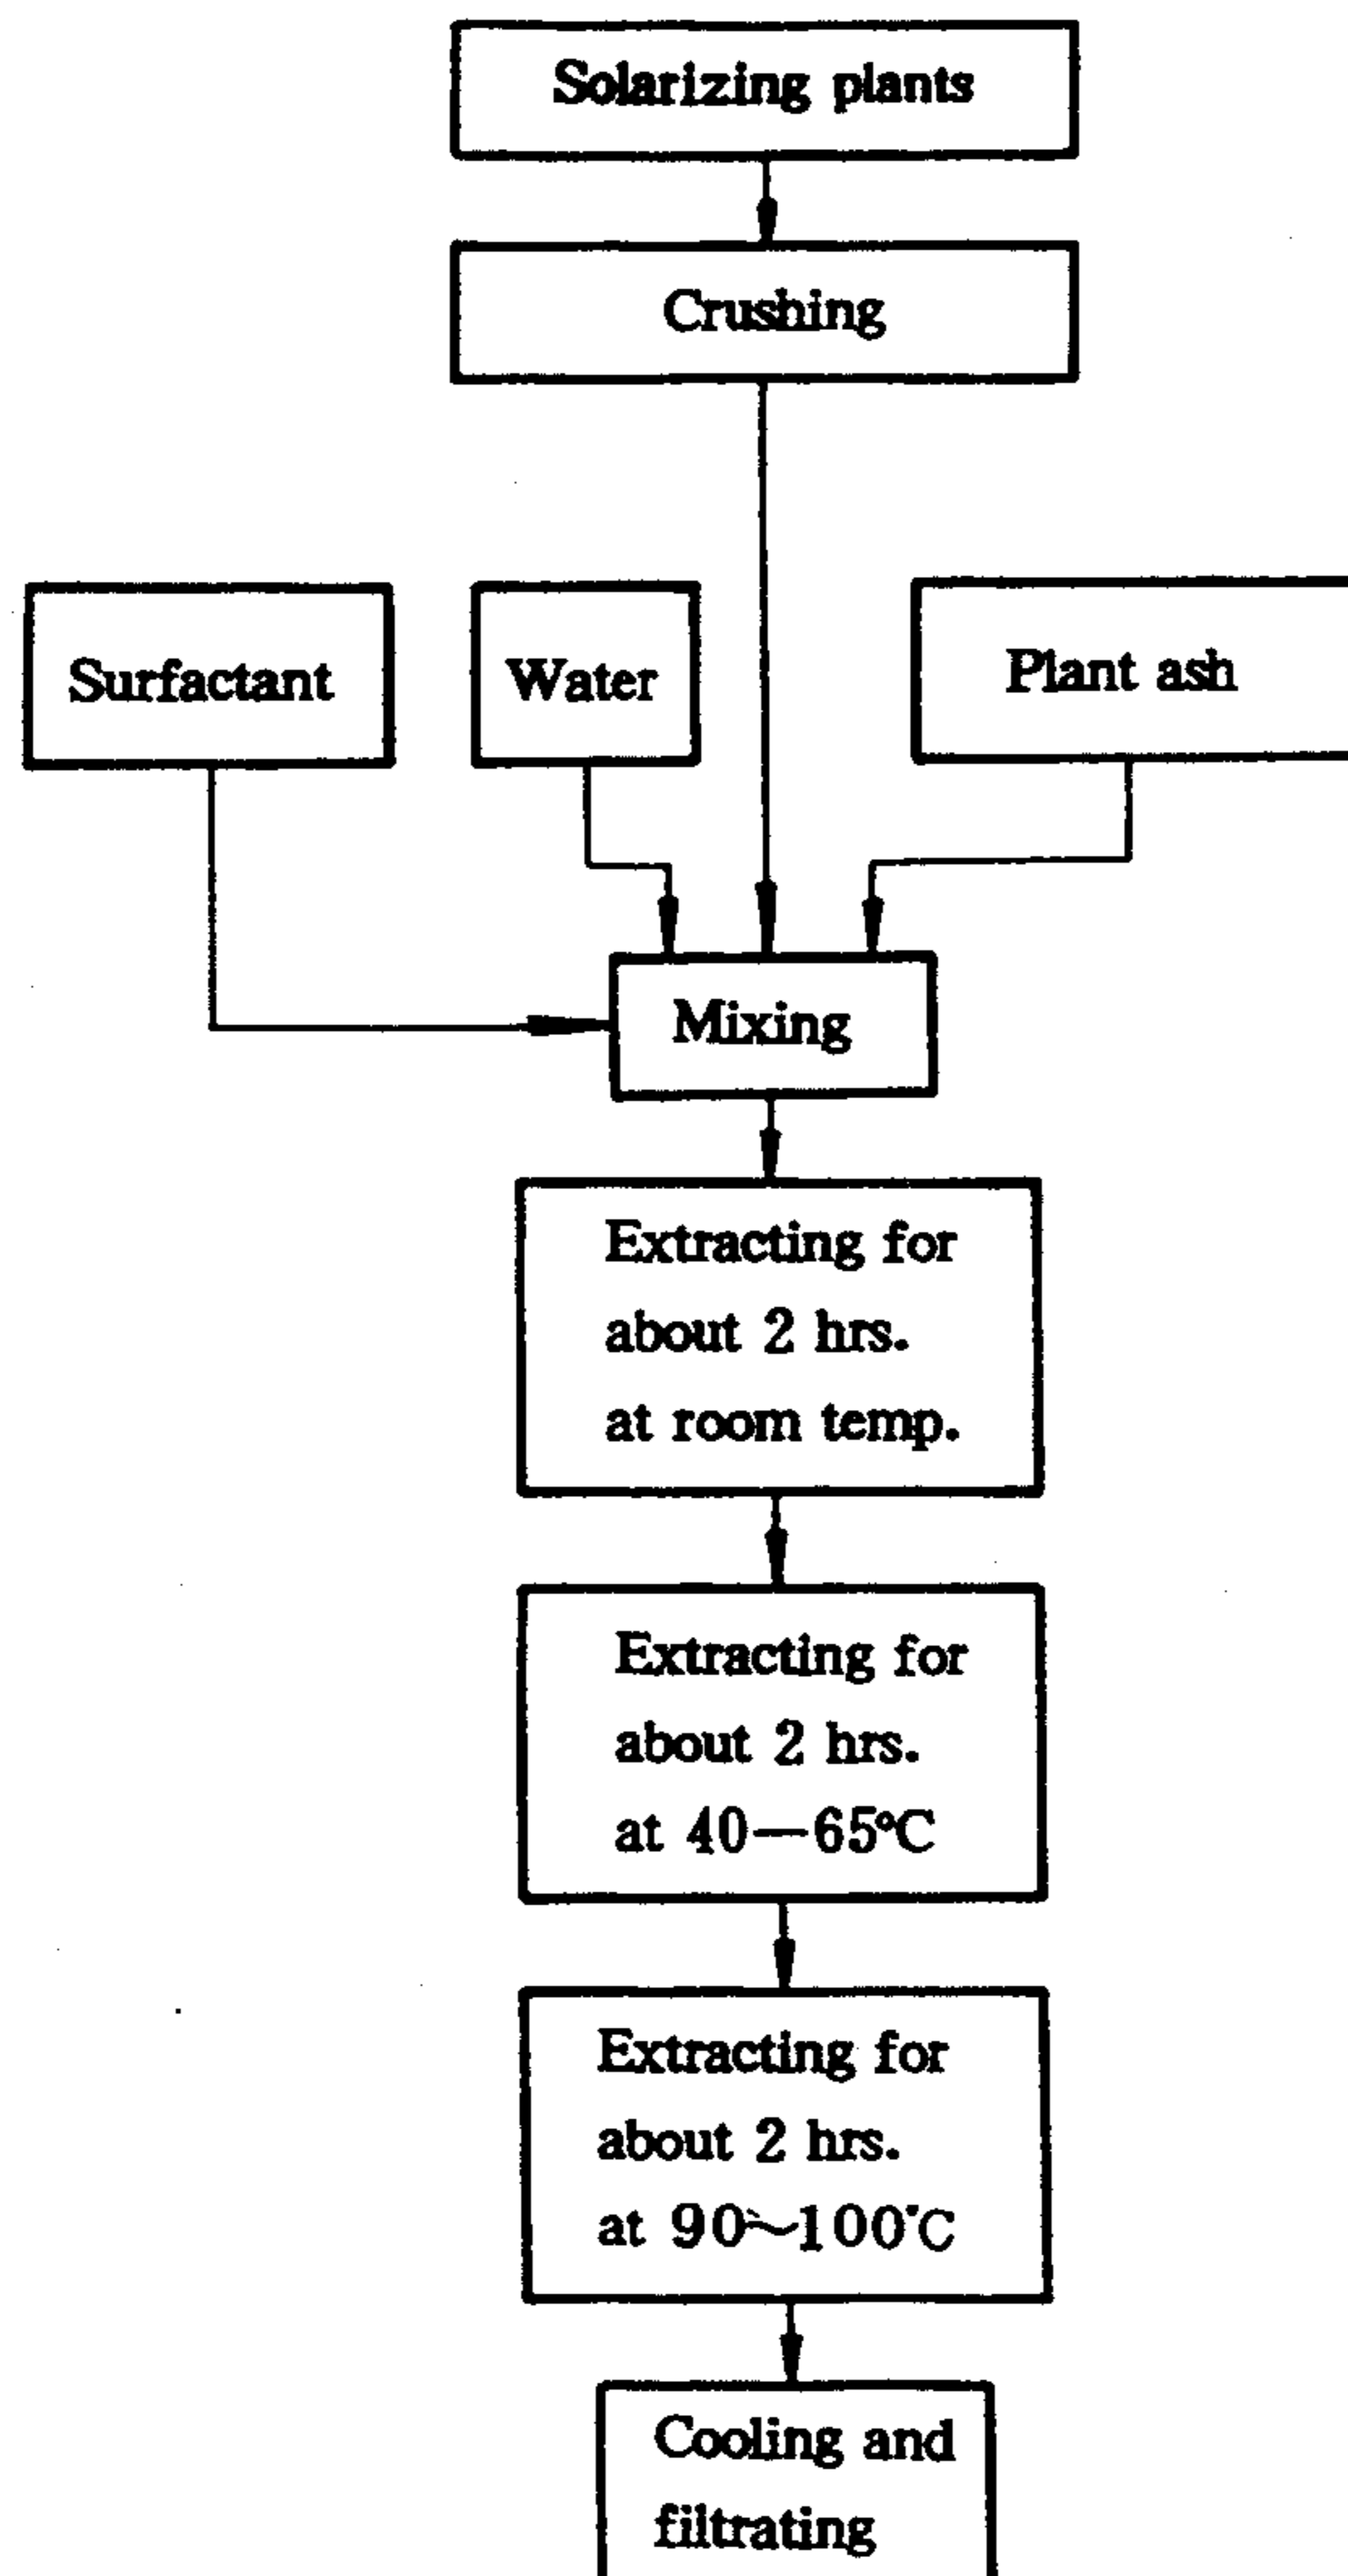 Solarizing plants
Crushing
Surfactant
Water
Plant ash
Mixing
Extracting for
about 2 hrs.
at room temp.
Extracting for
about 2 hrs.
at 40—65°C
Extracting for
about 2 hrs.
at 90~100°C
Cooling and
filtrating